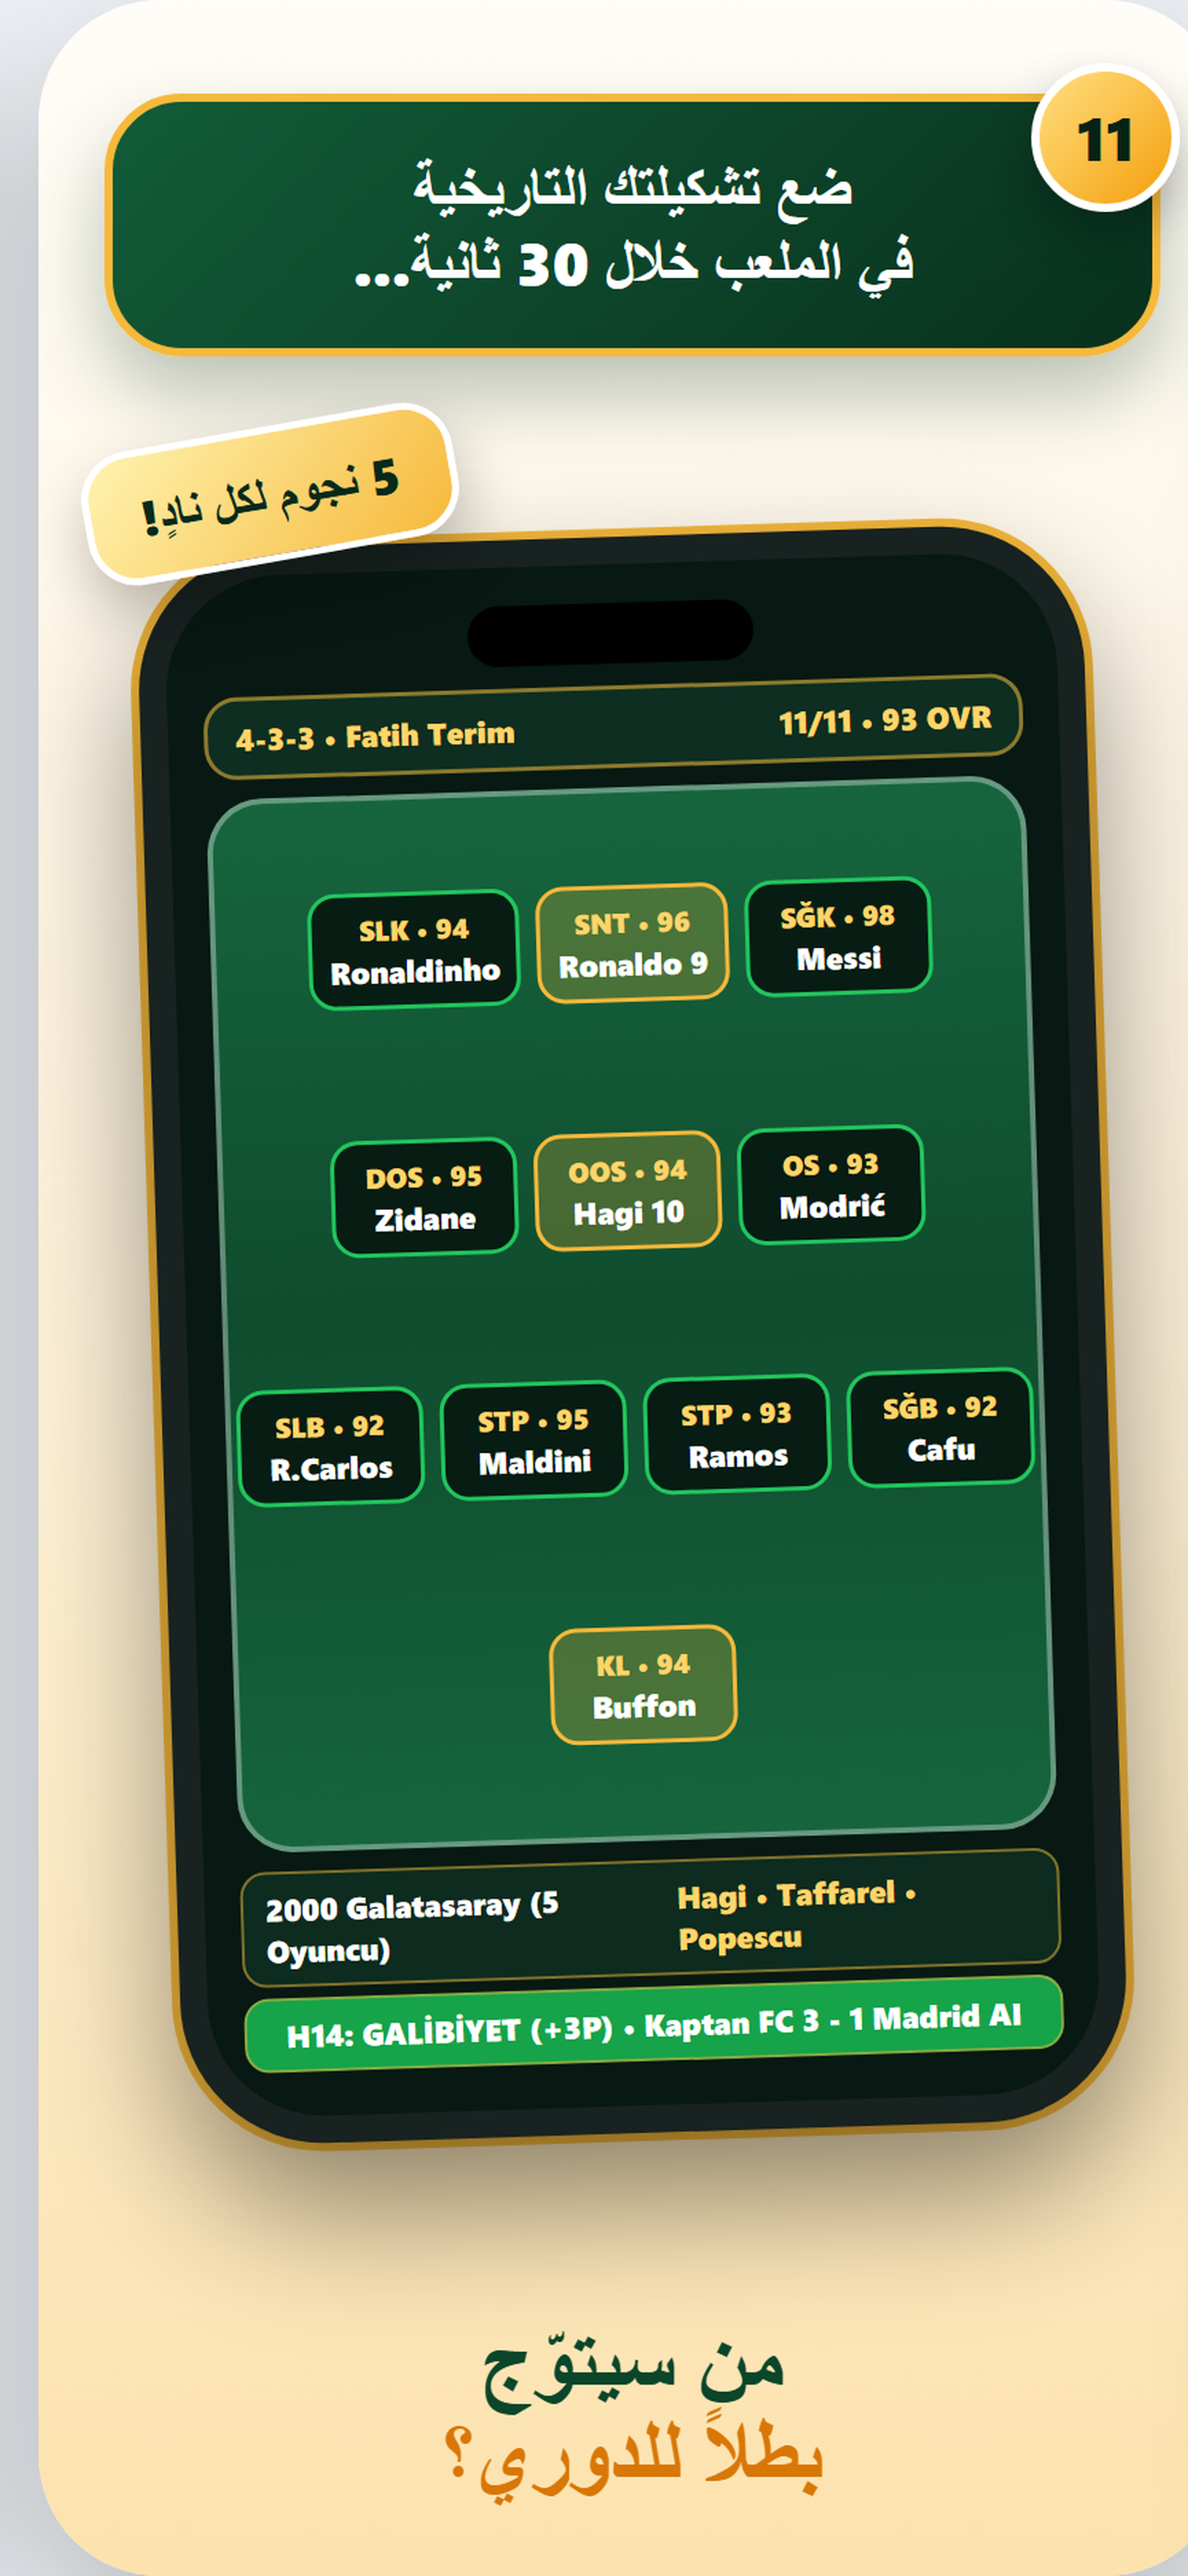 11
ضع تشكيلتك التاريخية
في الملعب خلال 30 ثانية...
5 نجوم لكل نادٍ!
4-3-3 • Fatih Terim
11/11 • 93 OVR
SLK • 94
Ronaldinho
SNT • 96
Ronaldo 9
SĞK • 98
Messi
DOS • 95
Zidane
OOS • 94
Hagi 10
OS • 93
Modrić
SLB • 92
R.Carlos
STP • 95
Maldini
STP • 93
Ramos
SĞB • 92
Cafu
KL • 94
Buffon
2000 Galatasaray (5
Oyuncu)
Hagi • Taffarel •
Popescu
H14: GALİBİYET (+3P) • Kaptan FC 3 - 1 Madrid AI
من سيتوّج
بطلاً للدوري؟